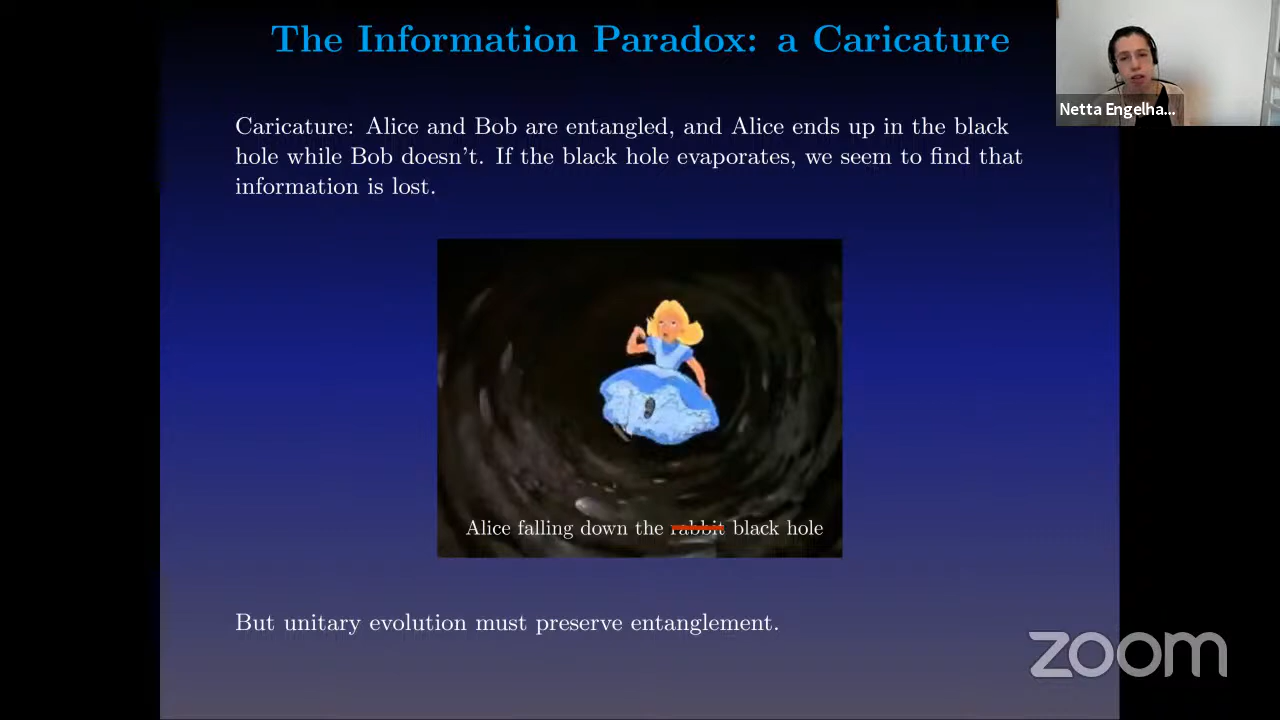 The Information Paradox: a Caricature
Netta Engelha...
Caricature: Alice and Bob are entangled, and Alice ends up in the black
hole while Bob doesn't. If the black hole evaporates, we seem to find that
information is lost.
Alice falling down the rabbit black hole
But unitary evolution must preserve entanglement.
zoom